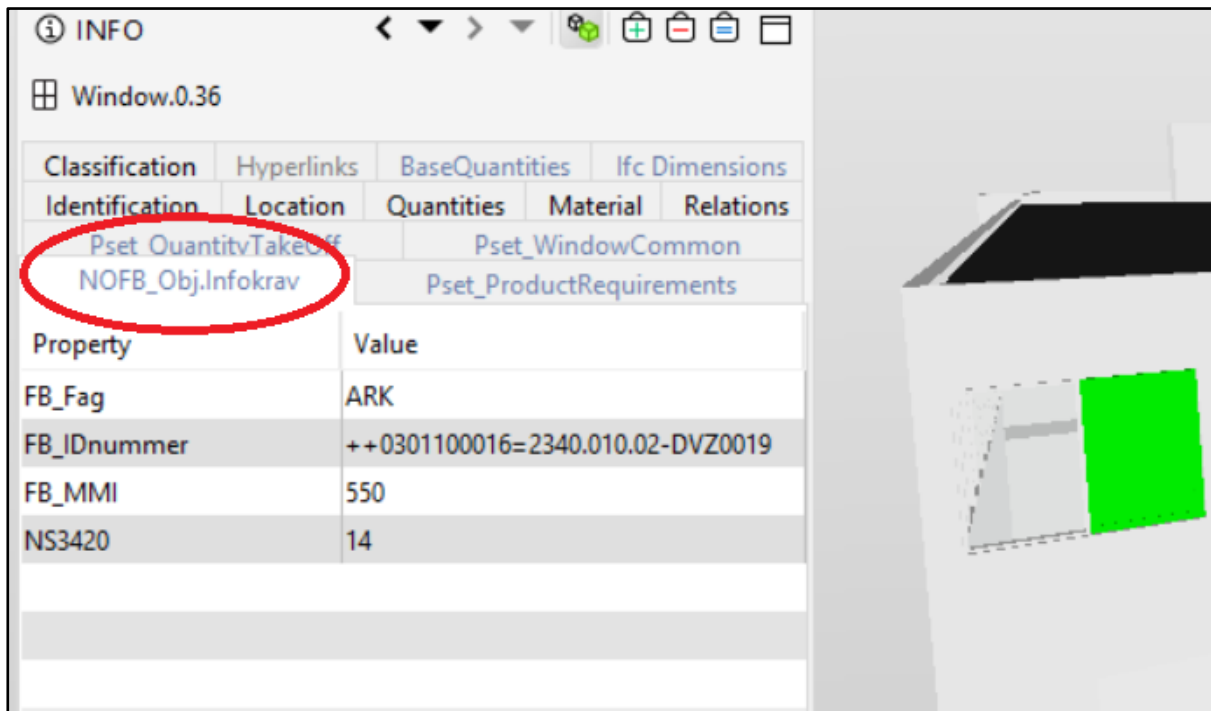 INFO
Window.0.36
Classification Hyperlinks BaseQuantities Ifc Dimensions
Identification Location Quantities Material Relations
Pset_QuantityTakeOff Pset_WindowCommon
NOFB_Obj.Infokrav Pset_ProductRequirements
Property Value
FB_Fag ARK
FB_IDnummer ++0301100016=2340.010.02-DVZ0019
FB_MMI 550
NS3420 14